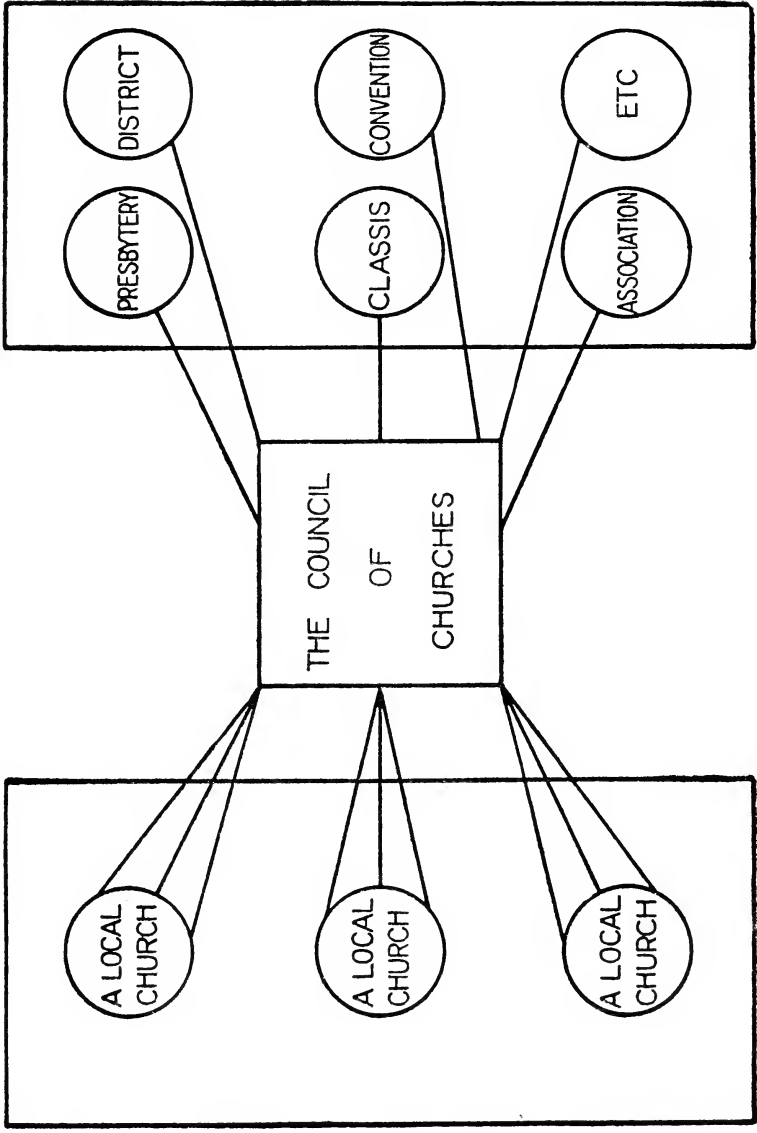 A LOCAL
CHURCH
A LOCAL
CHURCH
A LOCAL
CHURCH
THE COUNCIL
OF
CHURCHES
PRESBYTERY
DISTRICT
CLASSIS
CONVENTION
ASSOCIATION
ETC